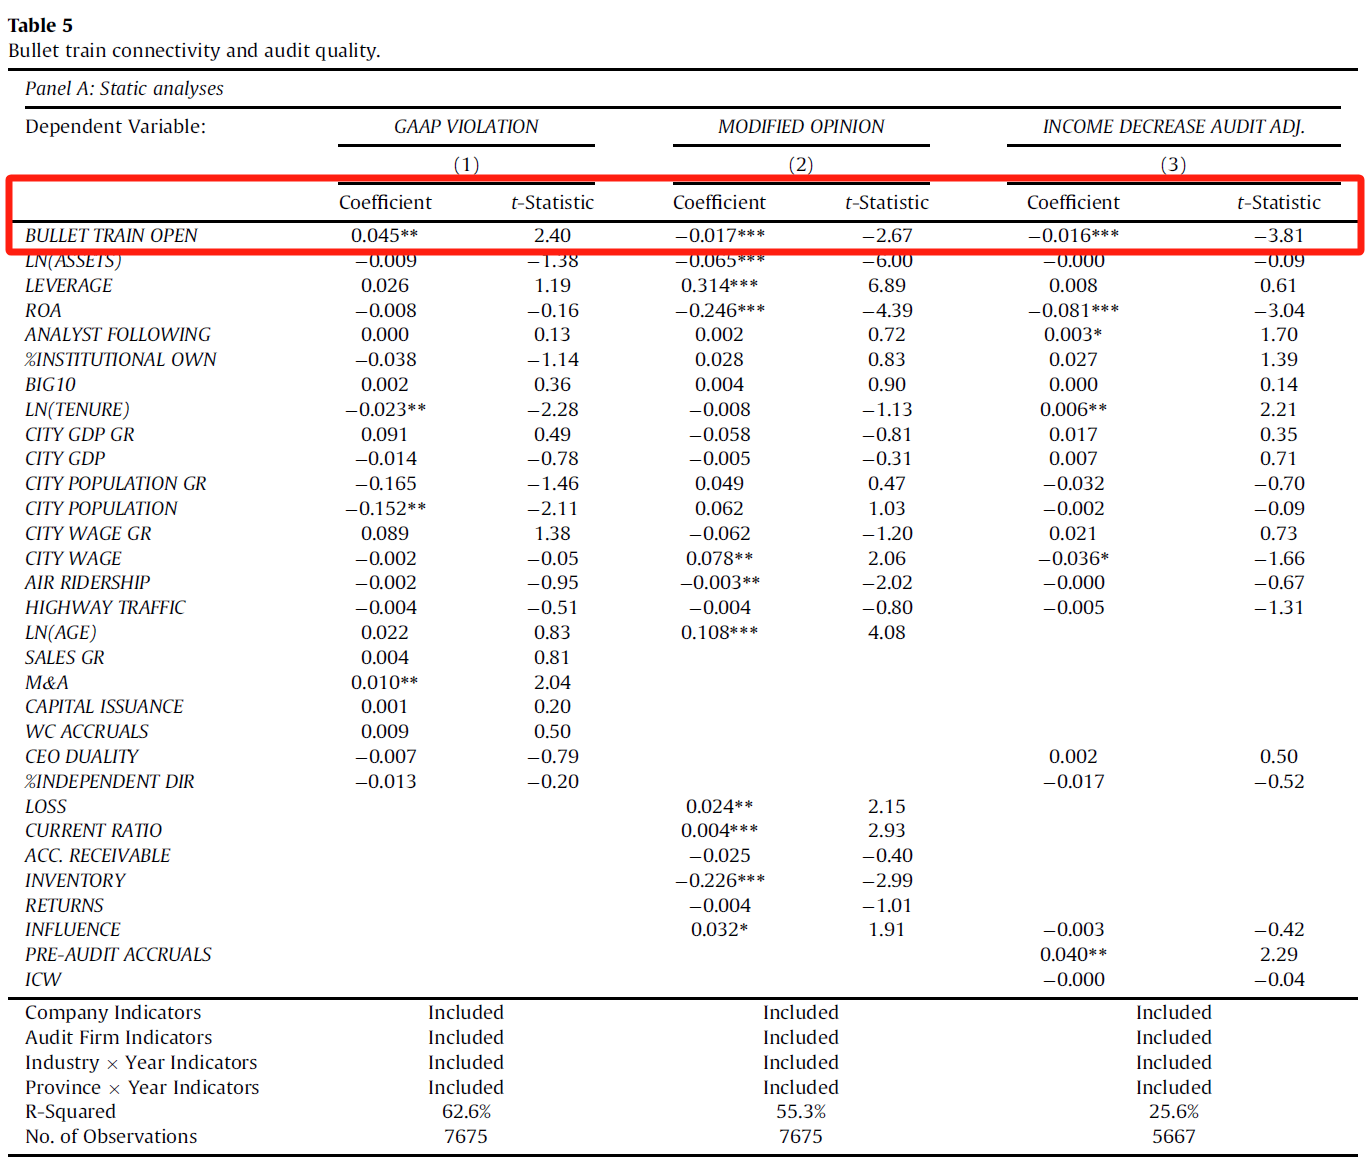 Table 5
Bullet train connectivity and audit quality.
Panel A: Static analyses
Dependent Variable: GAAP VIOLATION MODIFIED OPINION INCOME DECREASE AUDIT ADJ.
(1) (2) (3)
Coefficient t-Statistic Coefficient t-Statistic Coefficient t-Statistic
BULLET TRAIN OPEN 0.045** 2.40 −0.017*** −2.67 −0.016*** −3.81
LN(ASSETS) −0.009 −1.38 −0.065*** −6.00 −0.000 −0.09
LEVERAGE 0.026 1.19 0.314*** 6.89 0.008 0.61
ROA −0.008 −0.16 −0.246*** −4.39 −0.081*** −3.04
ANALYST FOLLOWING 0.000 0.13 0.002 0.72 0.003* 1.70
%INSTITUTIONAL OWN −0.038 −1.14 0.028 0.83 0.027 1.39
BIG10 0.002 0.36 0.004 0.90 0.000 0.14
LN(TENURE) −0.023** −2.28 −0.008 −1.13 0.006** 2.21
CITY GDP GR 0.091 0.49 −0.058 −0.81 0.017 0.35
CITY GDP −0.014 −0.78 −0.005 −0.31 0.007 0.71
CITY POPULATION GR −0.165 −1.46 0.049 0.47 −0.032 −0.70
CITY POPULATION −0.152** −2.11 0.062 1.03 −0.002 −0.09
CITY WAGE GR 0.089 1.38 −0.062 −1.20 0.021 0.73
CITY WAGE −0.002 −0.05 0.078** 2.06 −0.036* −1.66
AIR RIDERSHIP −0.002 −0.95 −0.003** −2.02 −0.000 −0.67
HIGHWAY TRAFFIC −0.004 −0.51 −0.004 −0.80 −0.005 −1.31
LN(AGE) 0.022 0.83 0.108*** 4.08
SALES GR 0.004 0.81
M&A 0.010** 2.04
CAPITAL ISSUANCE 0.001 0.20
WC ACCRUALS 0.009 0.50
CEO DUALITY −0.007 −0.79 0.002 0.50
%INDEPENDENT DIR −0.013 −0.20 −0.017 −0.52
LOSS 0.024** 2.15
CURRENT RATIO 0.004*** 2.93
ACC. RECEIVABLE −0.025 −0.40
INVENTORY −0.226*** −2.99
RETURNS −0.004 −1.01
INFLUENCE 0.032* 1.91 −0.003 −0.42
PRE-AUDIT ACCRUALS 0.040** 2.29
ICW −0.000 −0.04
Company Indicators Included Included Included
Audit Firm Indicators Included Included Included
Industry × Year Indicators Included Included Included
Province × Year Indicators Included Included Included
R-Squared 62.6% 55.3% 25.6%
No. of Observations 7675 7675 5667